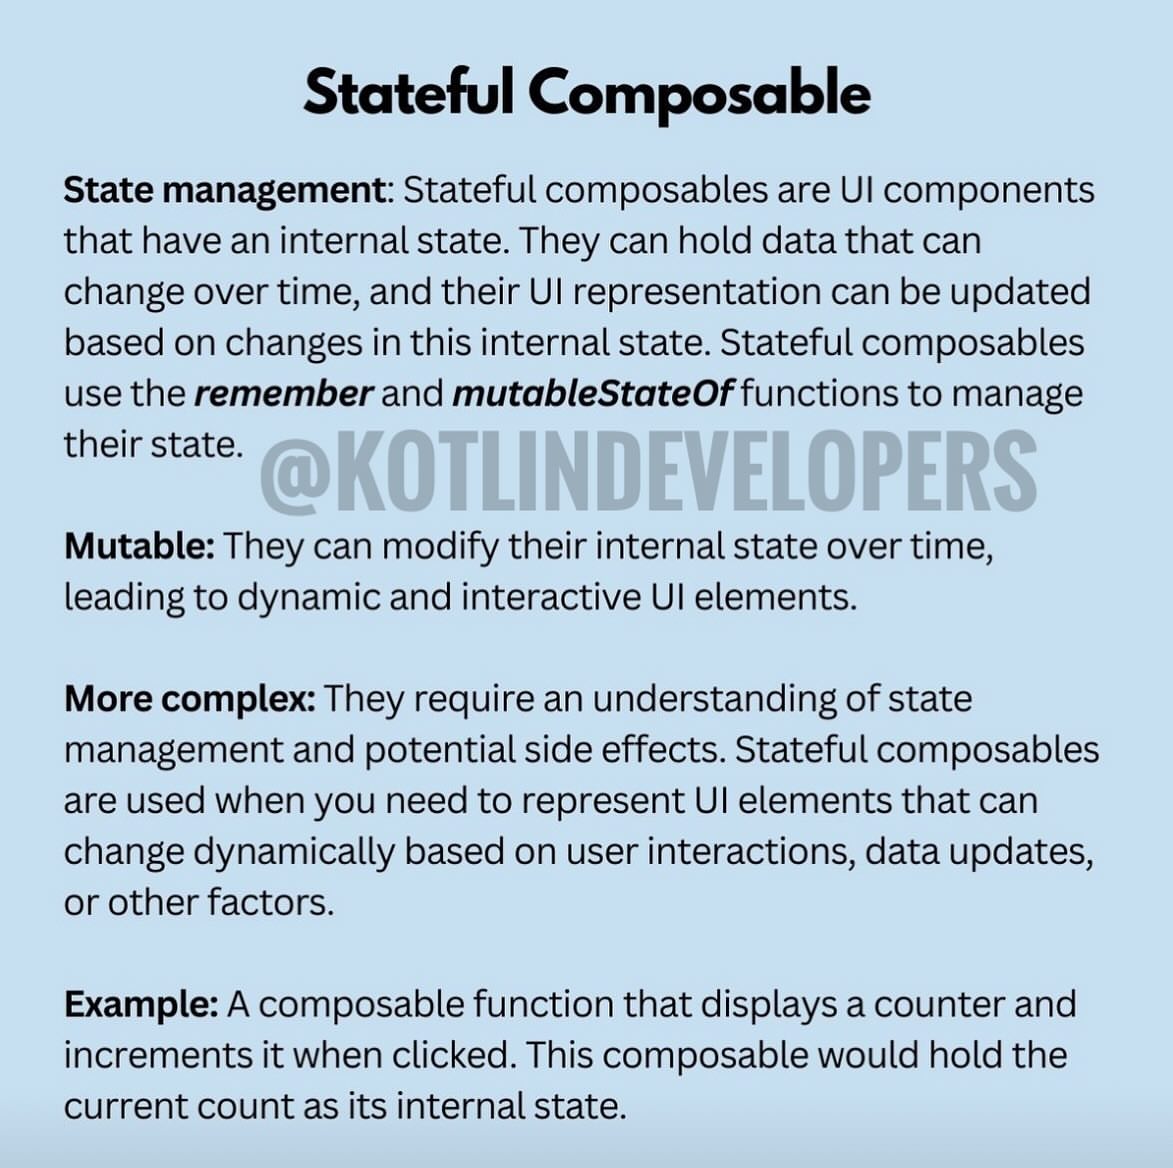 Stateful Composable
State management: Stateful composables are UI components
that have an internal state. They can hold data that can
change over time, and their UI representation can be updated
based on changes in this internal state. Stateful composables
use the remember and mutableStateOf functions to manage
their state.
@KOTLINDEVELOPERS
Mutable: They can modify their internal state over time,
leading to dynamic and interactive UI elements.
More complex: They require an understanding of state
management and potential side effects. Stateful composables
are used when you need to represent UI elements that can
change dynamically based on user interactions, data updates,
or other factors.
Example: A composable function that displays a counter and
increments it when clicked. This composable would hold the
current count as its internal state.